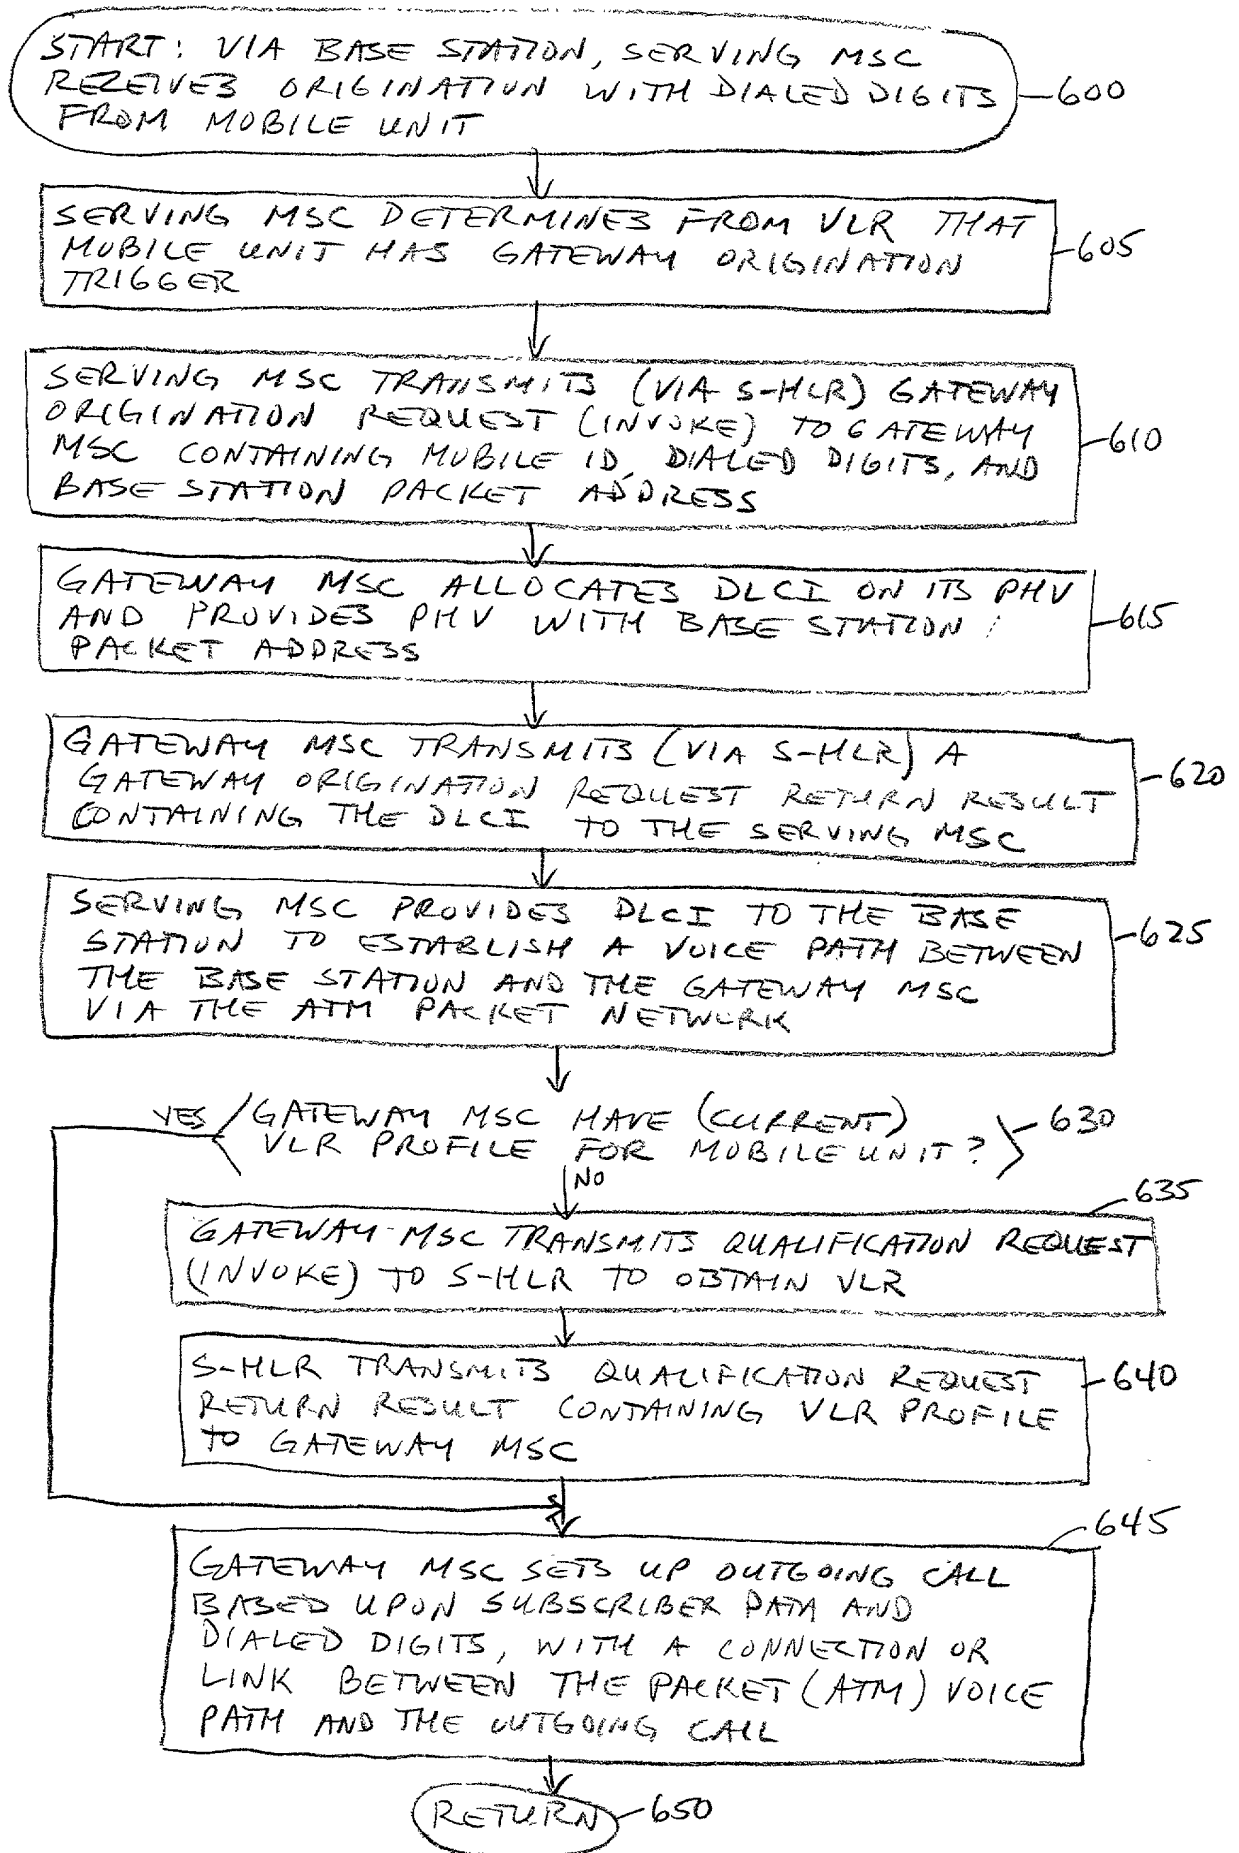 START: VIA BASE STATION, SERVING MSC
RECEIVES ORIGINATION WITH DIALED DIGITS
FROM MOBILE UNIT
600
SERVING MSC DETERMINES FROM VLR THAT
MOBILE UNIT HAS GATEWAY ORIGINATION
TRIGGER
605
SERVING MSC TRANSMITS (VIA S-HLR) GATEWAY
ORIGINATION REQUEST (INVOKE) TO GATEWAY
MSC CONTAINING MOBILE ID, DIALED DIGITS, AND
BASE STATION PACKET ADDRESS
610
GATEWAY MSC ALLOCATES DLCI ON ITS PHV
AND PROVIDES PHV WITH BASE STATION
PACKET ADDRESS
615
GATEWAY MSC TRANSMITS (VIA S-HLR) A
GATEWAY ORIGINATION REQUEST RETURN RESULT
CONTAINING THE DLCI TO THE SERVING MSC
620
SERVING MSC PROVIDES DLCI TO THE BASE
STATION TO ESTABLISH A VOICE PATH BETWEEN
THE BASE STATION AND THE GATEWAY MSC
VIA THE ATM PACKET NETWORK
625
YES
GATEWAY MSC HAVE (CURRENT)
VLR PROFILE FOR MOBILE UNIT?
630
NO
635
GATEWAY MSC TRANSMITS QUALIFICATION REQUEST
(INVOKE) TO S-HLR TO OBTAIN VLR
S-HLR TRANSMITS QUALIFICATION REQUEST
RETURN RESULT CONTAINING VLR PROFILE
TO GATEWAY MSC
640
645
GATEWAY MSC SETS UP OUTGOING CALL
BASED UPON SUBSCRIBER DATA AND
DIALED DIGITS, WITH A CONNECTION OR
LINK BETWEEN THE PACKET (ATM) VOICE
PATH AND THE OUTGOING CALL
RETURN
650